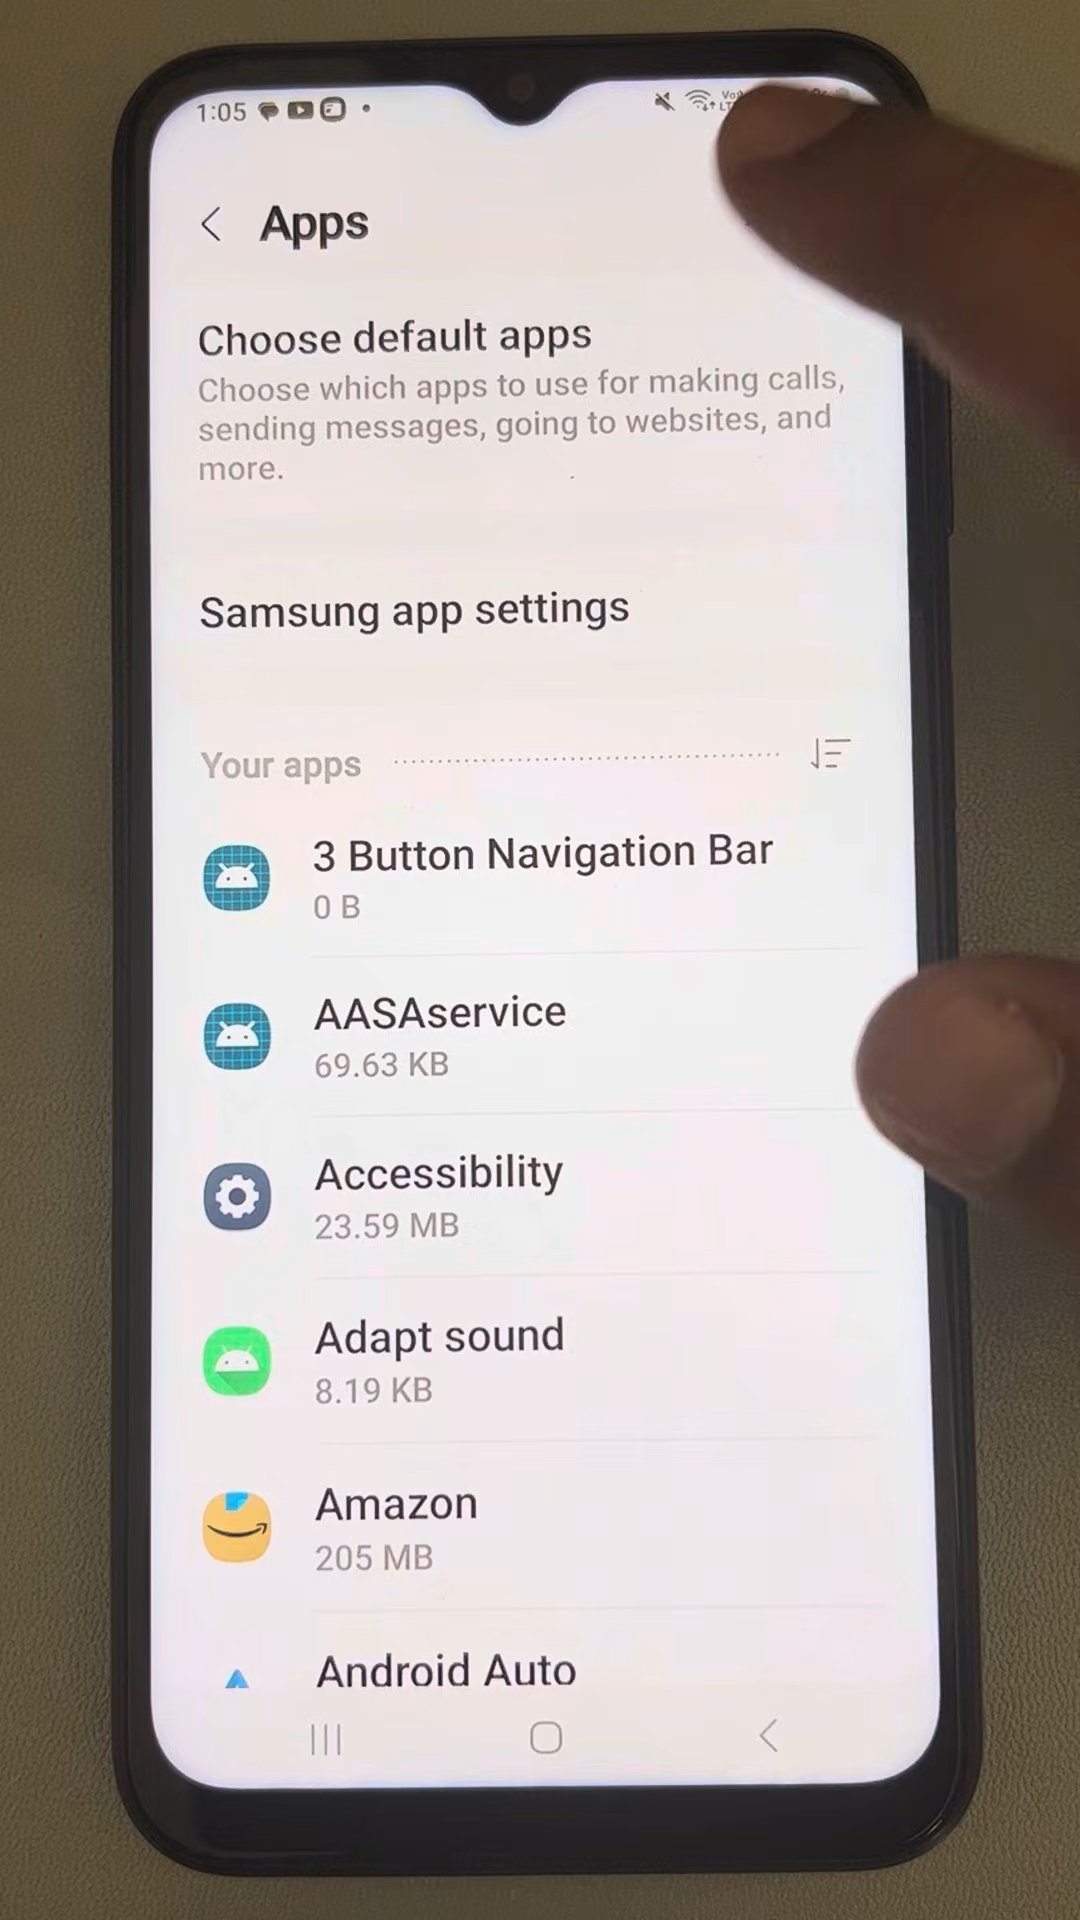 1:05
Apps
Choose default apps
Choose which apps to use for making calls,
sending messages, going to websites, and
more.
Samsung app settings
Your apps
3 Button Navigation Bar
0 B
AASAservice
69.63 KB
Accessibility
23.59 MB
Adapt sound
8.19 KB
Amazon
205 MB
Android Auto